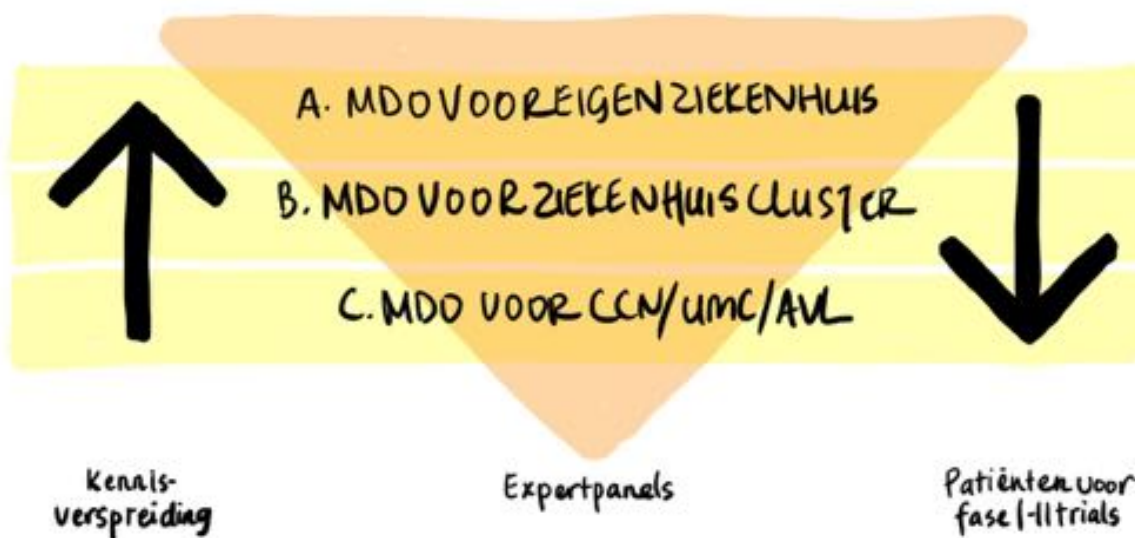 A. MDO VOOR EIGEN ZIEKENHUIS
B. MDO VOOR ZIEKENHUISCLUSTER
C. MDO VOOR CCN/UMC/AVL
Kennis-
verspreiding
Expertpanels
Patiënten voor
fase I-II trials